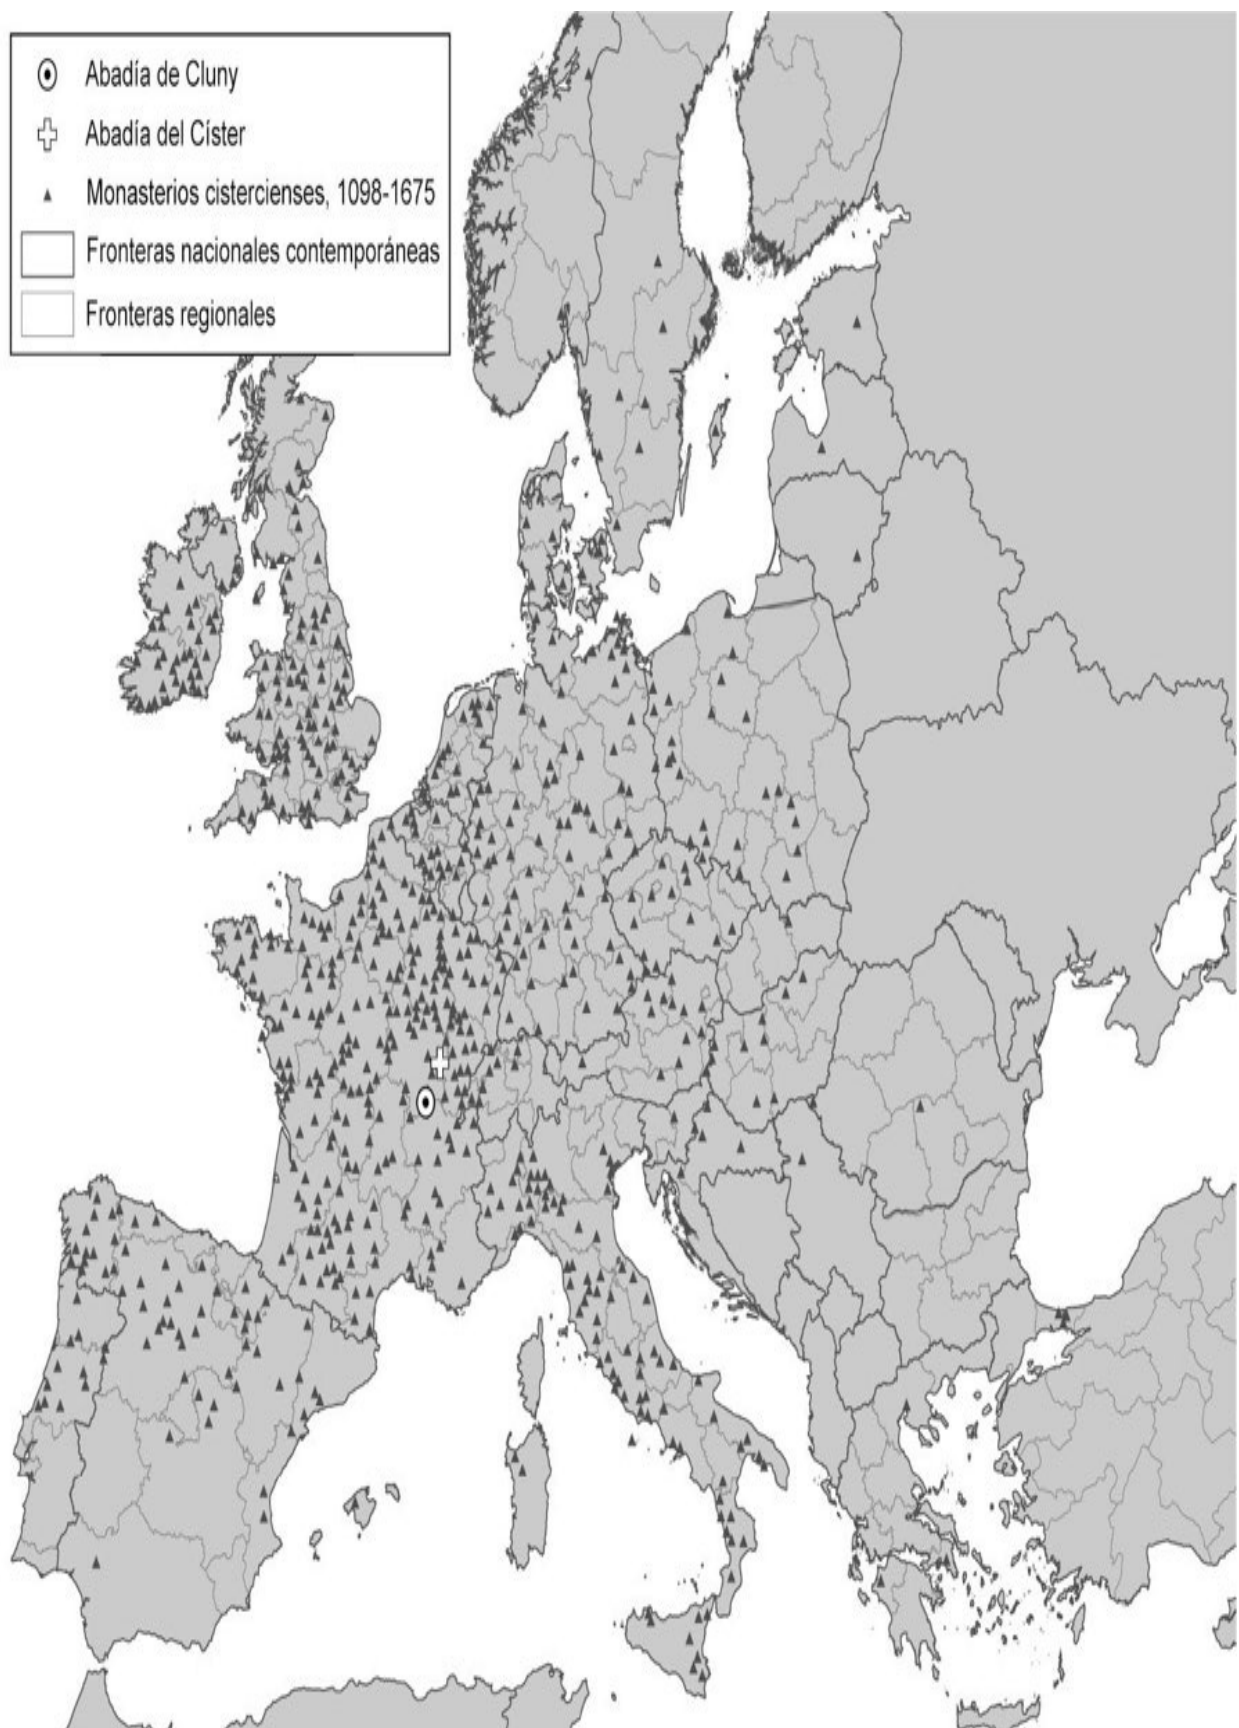 Abadía de Cluny
Abadía del Císter
Monasterios cistercienses, 1098-1675
Fronteras nacionales contemporáneas
Fronteras regionales